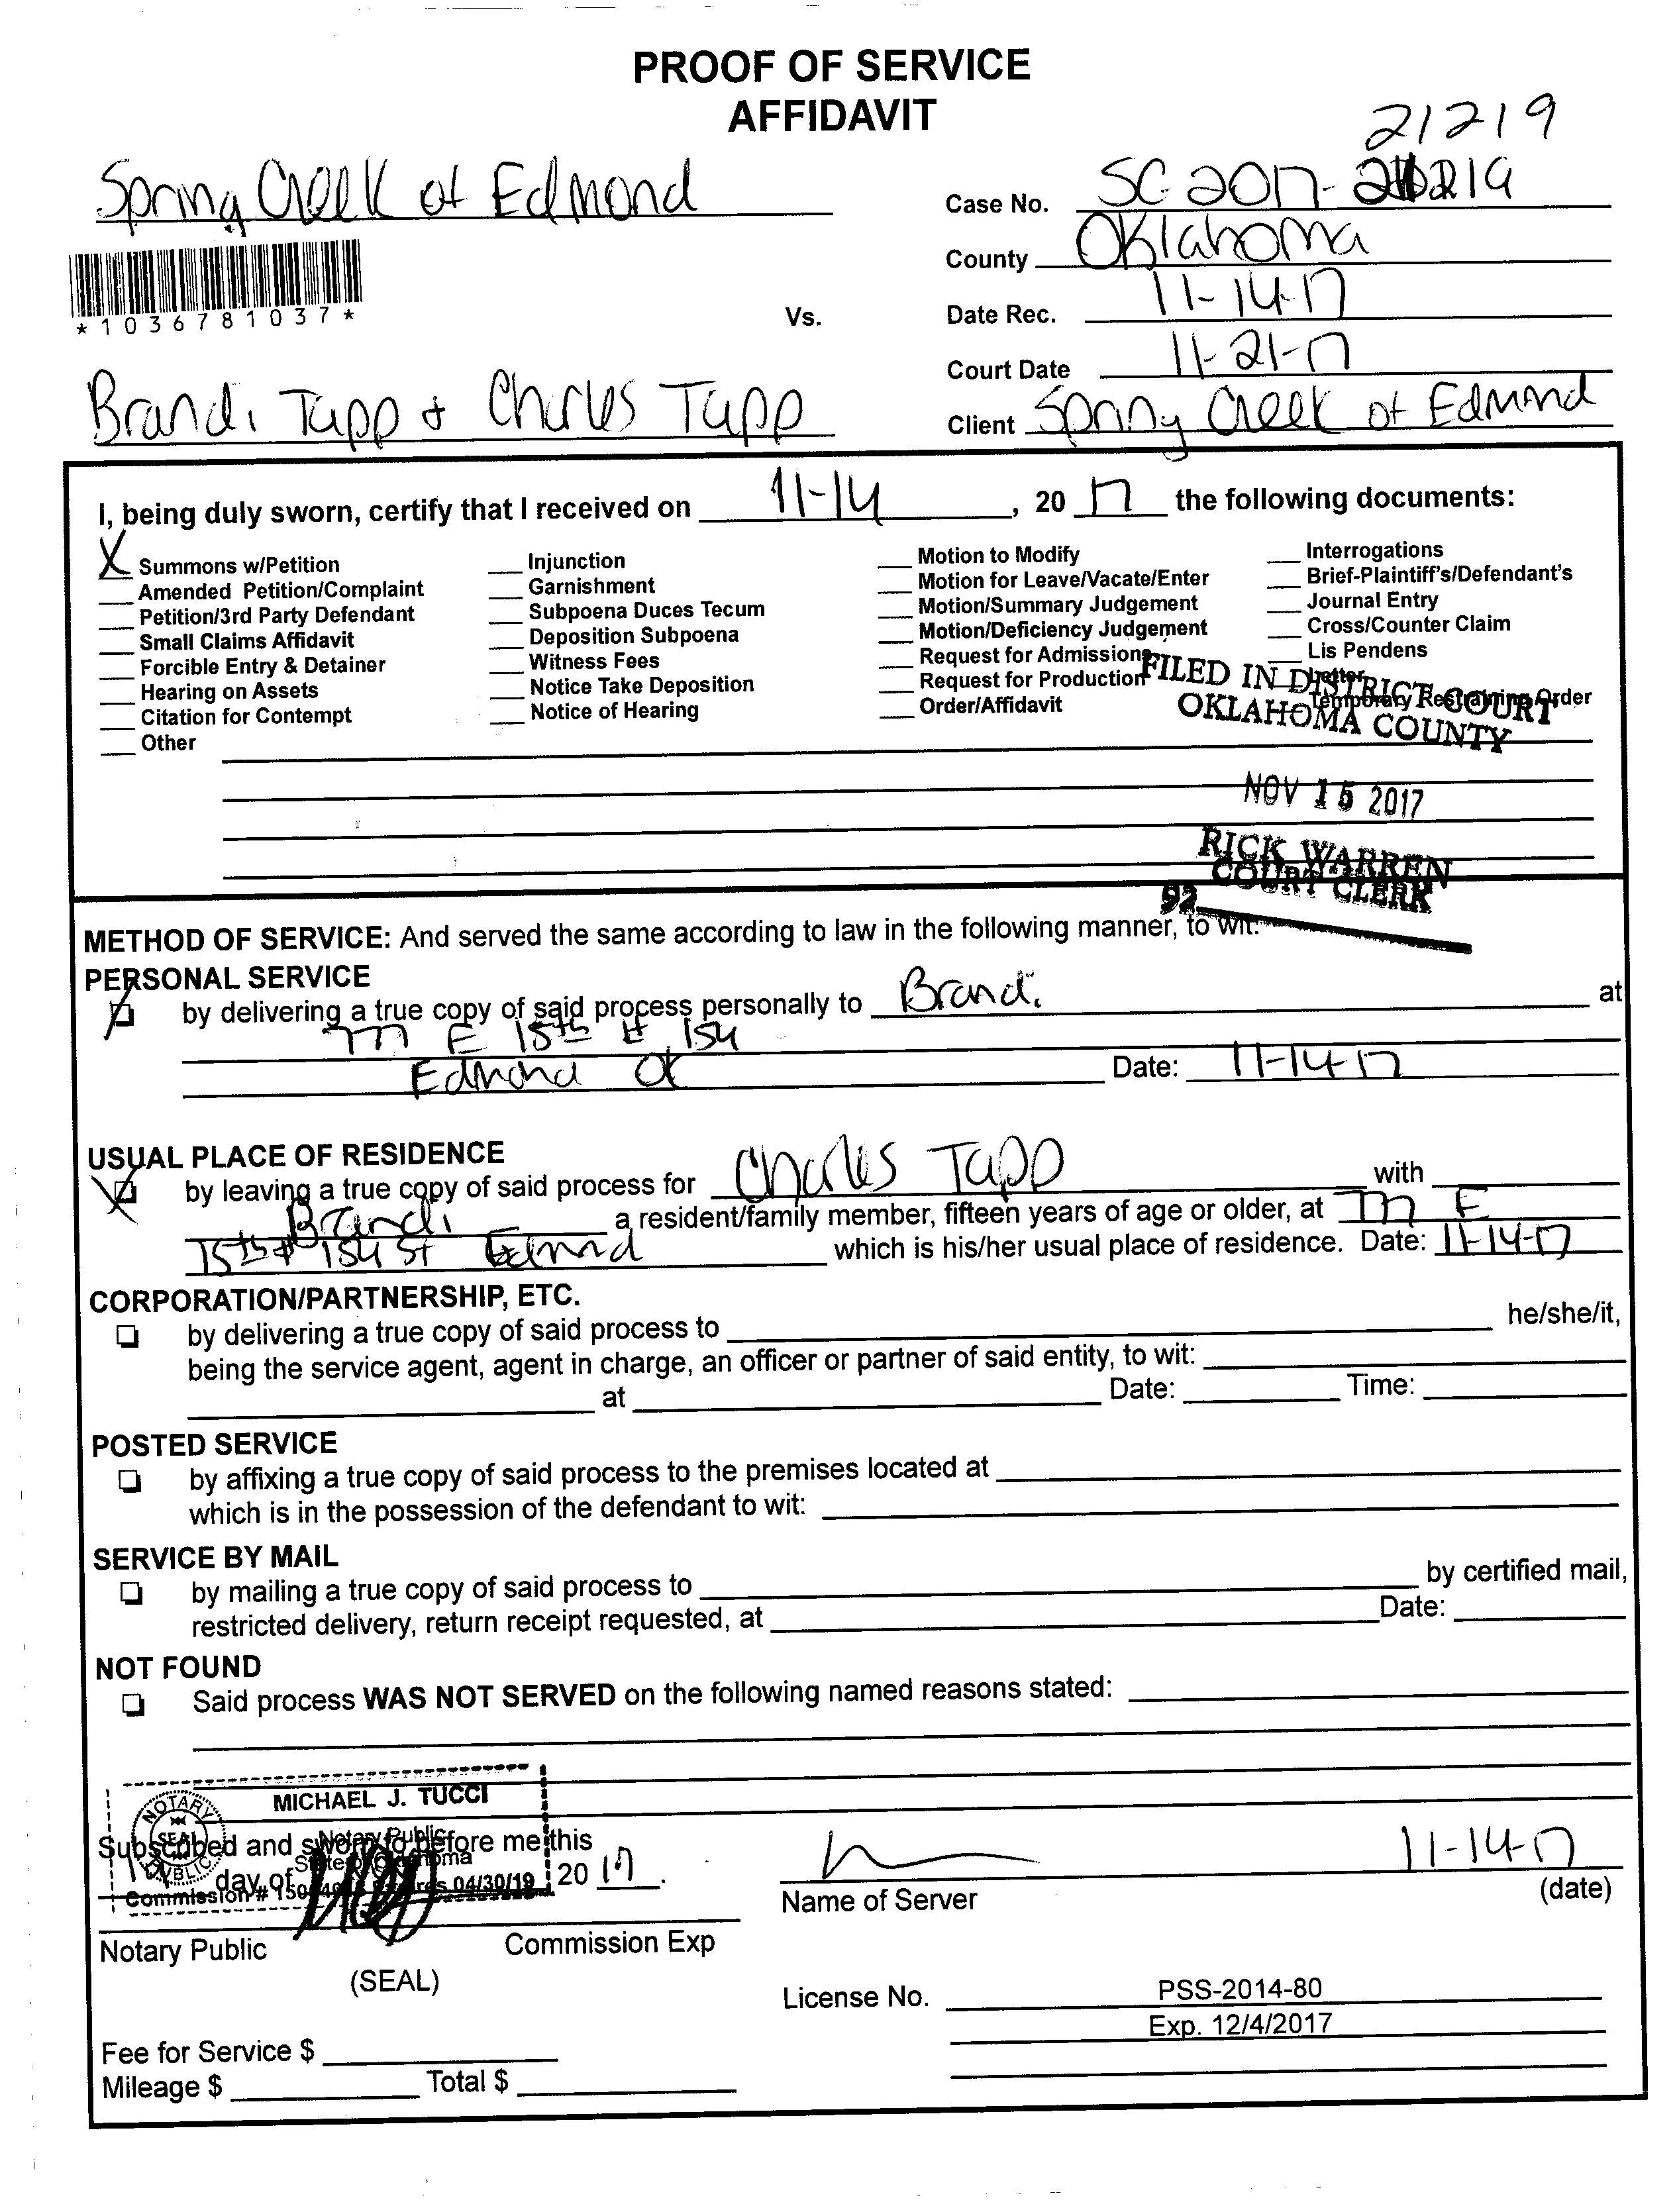 PROOF OF SERVICE
AFFIDAVIT
21219
Spring Creek of Edmond
Case No. SC 2017-21219
County Oklahoma
*1036781037*
Vs.
Date Rec. 11-14-17
Court Date 11-21-17
Brandi Tapp + Charles Tapp
Client Spring Creek of Edmond
I, being duly sworn, certify that I received on 11-14, 20 17 the following documents:
X Summons w/Petition __ Injunction __ Motion to Modify __ Interrogations
__ Amended Petition/Complaint __ Garnishment __ Motion for Leave/Vacate/Enter __ Brief-Plaintiff's/Defendant's
__ Petition/3rd Party Defendant __ Subpoena Duces Tecum __ Motion/Summary Judgement __ Journal Entry
__ Small Claims Affidavit __ Deposition Subpoena __ Motion/Deficiency Judgement __ Cross/Counter Claim
__ Forcible Entry & Detainer __ Witness Fees __ Request for Admissions __ Lis Pendens
__ Hearing on Assets __ Notice Take Deposition __ Request for Production __ Letter
__ Citation for Contempt __ Notice of Hearing __ Order/Affidavit __ Temporary Restraining Order
__ Other
FILED IN DISTRICT COURT
OKLAHOMA COUNTY
NOV 15 2017
RICK WARREN
COURT CLERK
92
METHOD OF SERVICE: And served the same according to law in the following manner, to wit:
PERSONAL SERVICE
by delivering a true copy of said process personally to Brandi at
777 E 15th # 154
Edmond OK Date: 11-14-17
USUAL PLACE OF RESIDENCE
by leaving a true copy of said process for Charles Tapp with
Brandi a resident/family member, fifteen years of age or older, at 777 E
15th # 154 St Edmond which is his/her usual place of residence. Date: 11-14-17
CORPORATION/PARTNERSHIP, ETC.
by delivering a true copy of said process to he/she/it,
being the service agent, agent in charge, an officer or partner of said entity, to wit:
at Date: Time:
POSTED SERVICE
by affixing a true copy of said process to the premises located at
which is in the possession of the defendant to wit:
SERVICE BY MAIL
by mailing a true copy of said process to by certified mail,
restricted delivery, return receipt requested, at Date:
NOT FOUND
Said process WAS NOT SERVED on the following named reasons stated:
MICHAEL J. TUCCI
NOTARY SEAL PUBLIC
Notary Public
State of Oklahoma
Commission # Expires 04/30/19
Subscribed and sworn to before me this
day of 20 17.
11-14-17
Name of Server (date)
Notary Public Commission Exp
(SEAL)
License No. PSS-2014-80
Exp. 12/4/2017
Fee for Service $
Mileage $ Total $